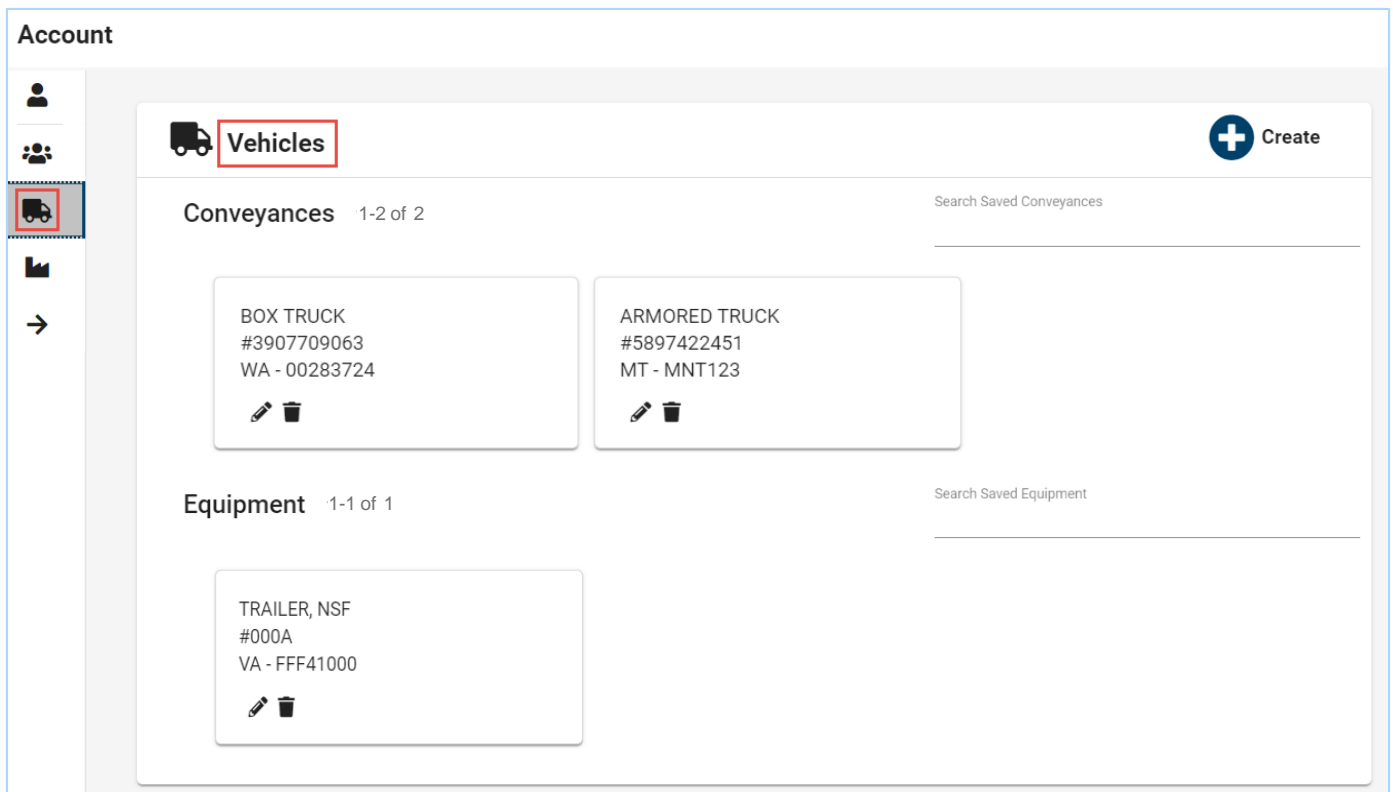 Account
Vehicles
Create
Conveyances 1-2 of 2
Search Saved Conveyances
BOX TRUCK
#3907709063
WA - 00283724
ARMORED TRUCK
#5897422451
MT - MNT123
Equipment 1-1 of 1
Search Saved Equipment
TRAILER, NSF
#000A
VA - FFF41000